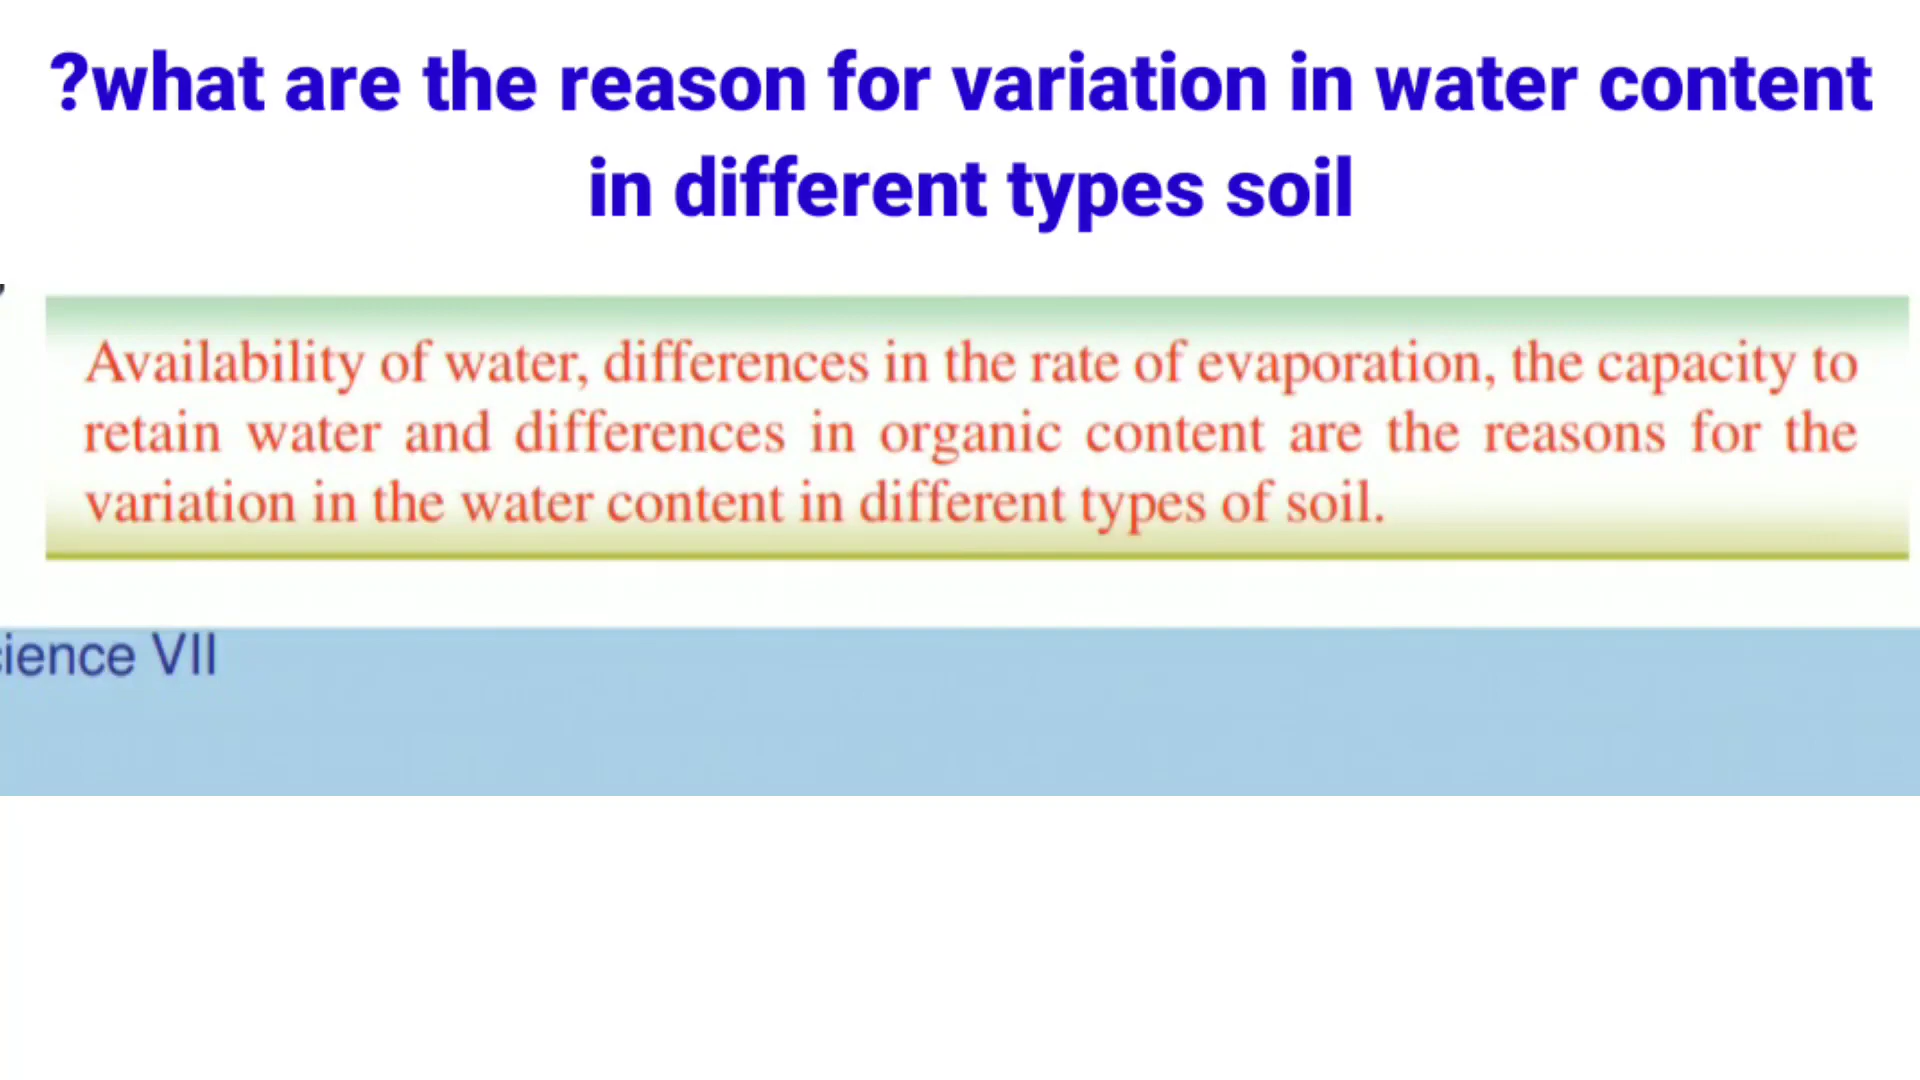 ?what are the reason for variation in water content
in different types soil
Availability of water, differences in the rate of evaporation, the capacity to
retain water and differences in organic content are the reasons for the
variation in the water content in different types of soil.
ience VII